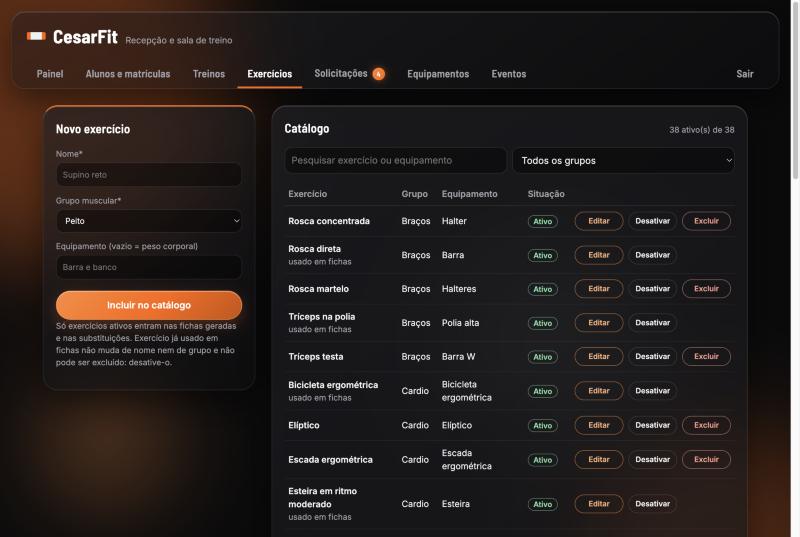 CesarFit Recepção e sala de treino
Painel Alunos e matrículas Treinos Exercícios Solicitações 4 Equipamentos Eventos Sair
Novo exercício
Nome*
Supino reto
Grupo muscular*
Peito
Equipamento (vazio = peso corporal)
Barra e banco
Incluir no catálogo
Só exercícios ativos entram nas fichas geradas
e nas substituições. Exercício já usado em
fichas não muda de nome nem de grupo e não
pode ser excluído: desative-o.
Catálogo 38 ativo(s) de 38
Pesquisar exercício ou equipamento Todos os grupos
Exercício Grupo Equipamento Situação
Rosca concentrada Braços Halter Ativo Editar Desativar Excluir
Rosca direta
usado em fichas Braços Barra Ativo Editar Desativar
Rosca martelo Braços Halteres Ativo Editar Desativar Excluir
Tríceps na polia
usado em fichas Braços Polia alta Ativo Editar Desativar
Tríceps testa Braços Barra W Ativo Editar Desativar Excluir
Bicicleta ergométrica
usado em fichas Cardio Bicicleta
ergométrica Ativo Editar Desativar
Elíptico Cardio Elíptico Ativo Editar Desativar Excluir
Escada ergométrica Cardio Escada
ergométrica Ativo Editar Desativar Excluir
Esteira em ritmo
moderado
usado em fichas Cardio Esteira Ativo Editar Desativar